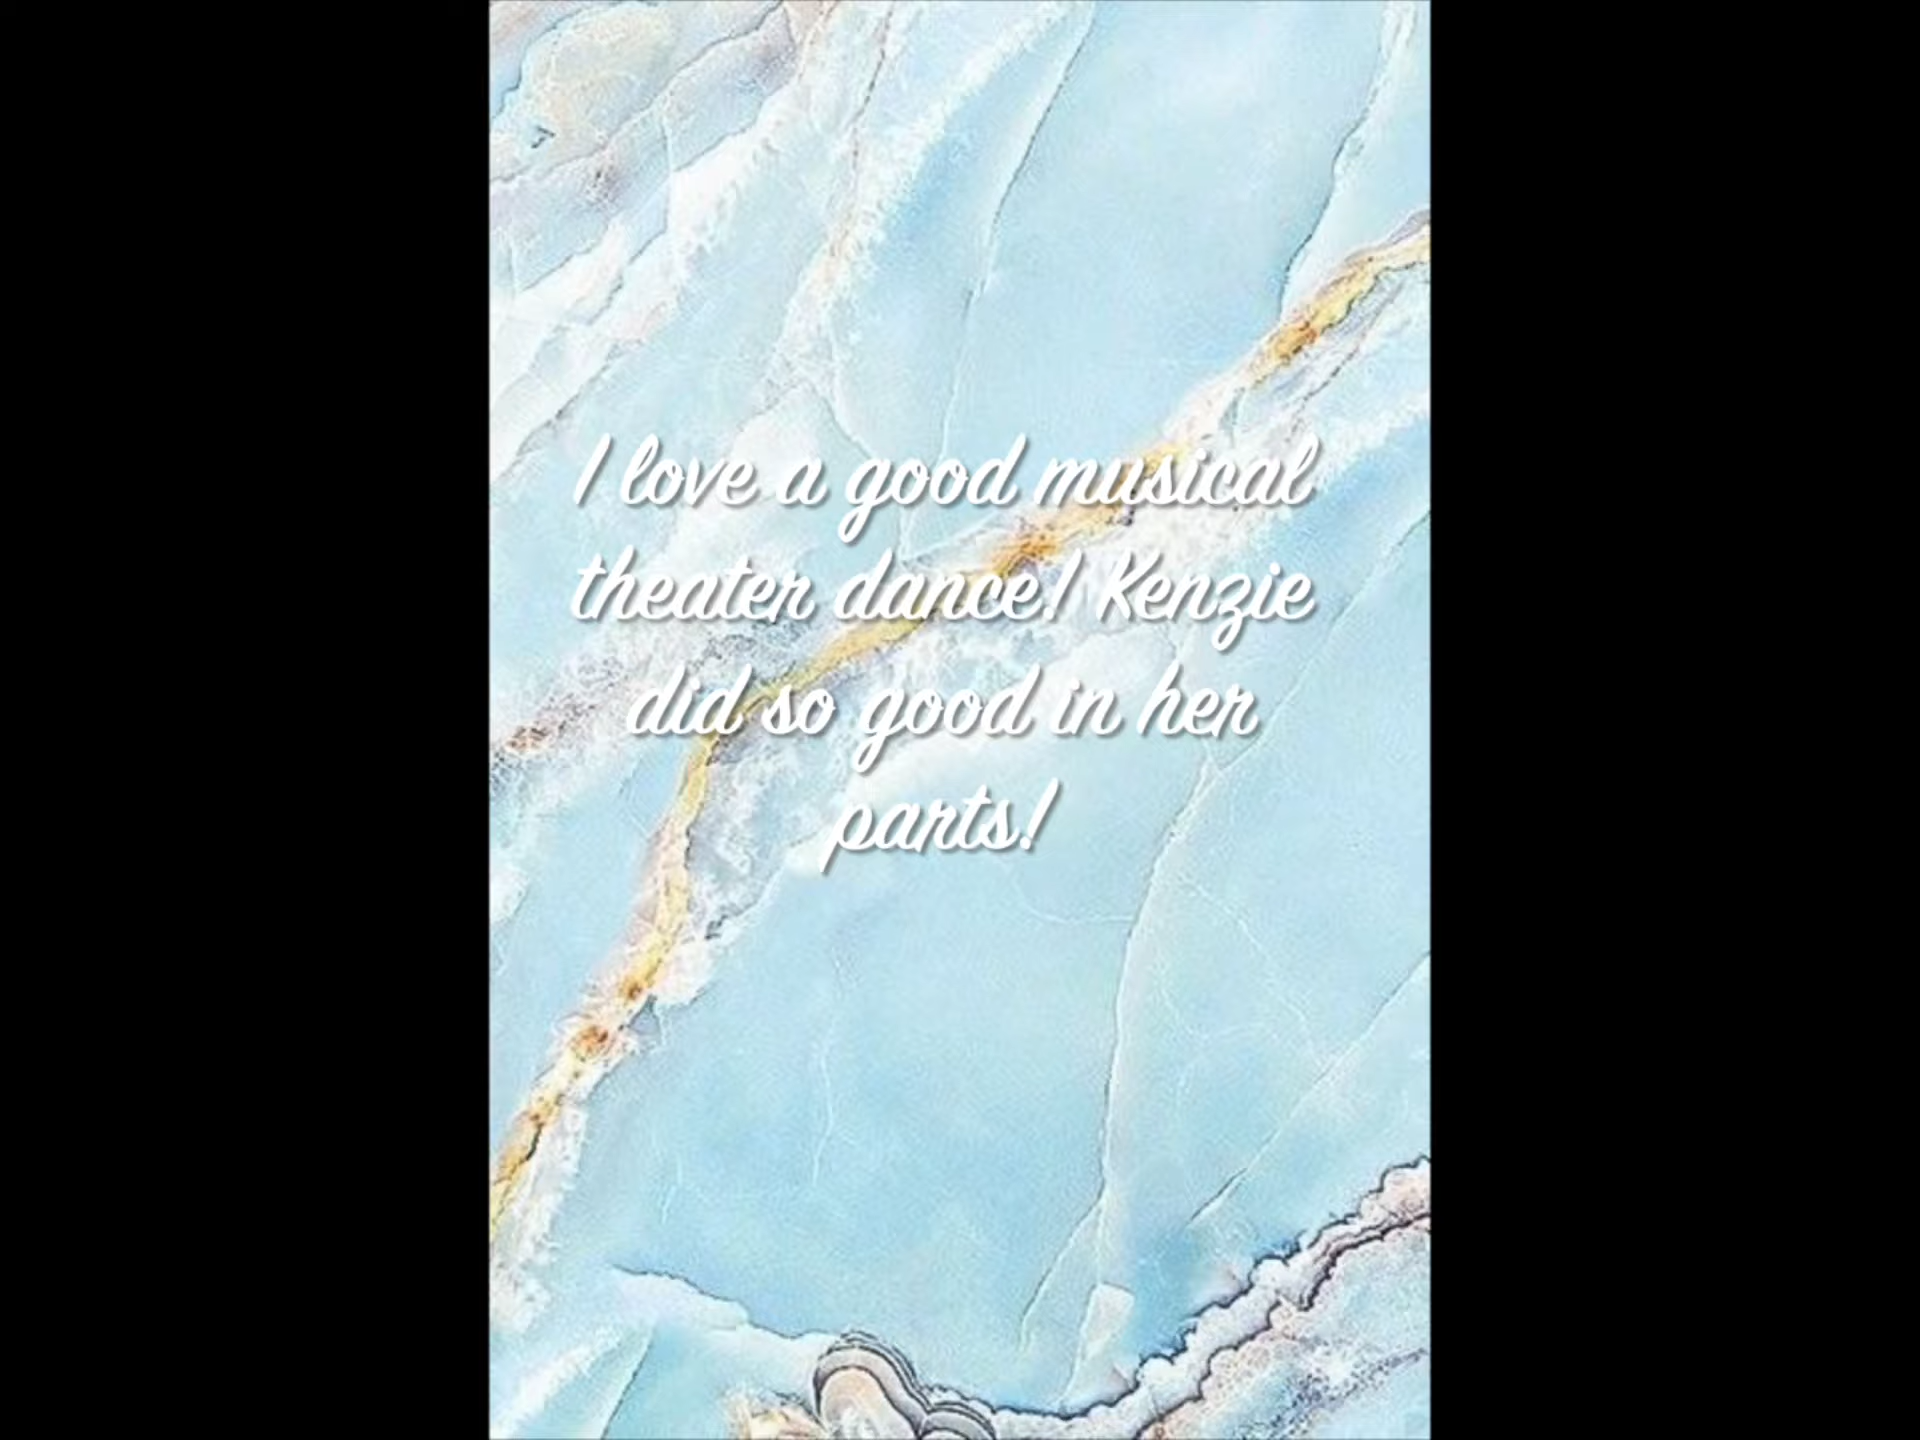 I love a good musical
theater dance! Kenzie
did so good in her
parts!